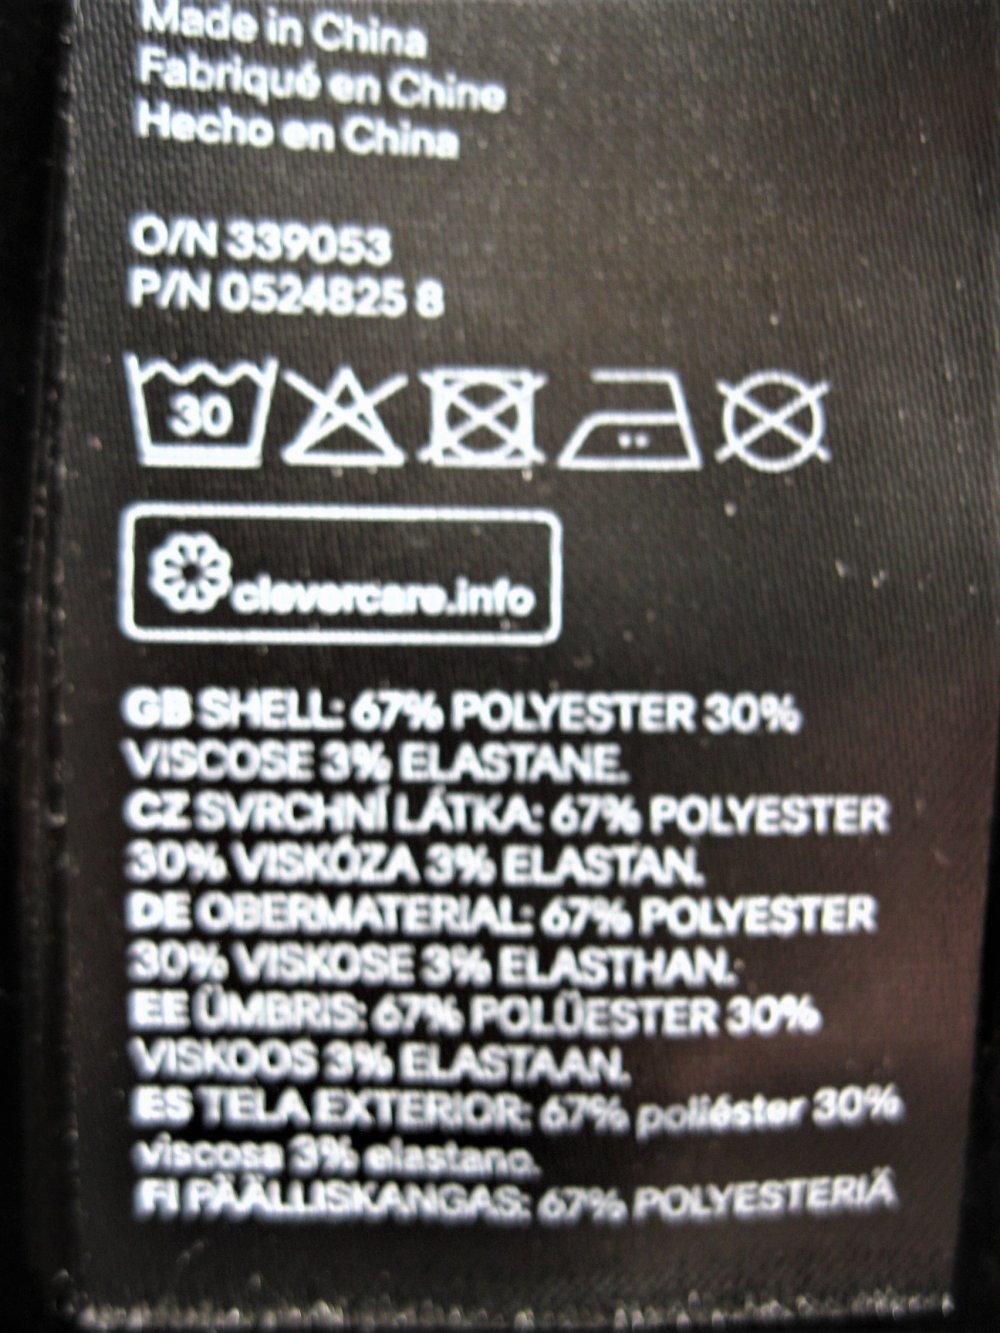 Made in China
Fabriqué en Chine
Hecho en China
O/N 339053
P/N 0524825 8
30
clevercare.info
GB SHELL: 67% POLYESTER 30%
VISCOSE 3% ELASTANE.
CZ SVRCHNÍ LÁTKA: 67% POLYESTER
30% VISKÓZA 3% ELASTAN.
DE OBERMATERIAL: 67% POLYESTER
30% VISKOSE 3% ELASTHAN.
EE ÜMBRIS: 67% POLÜESTER 30%
VISKOOS 3% ELASTAAN.
ES TELA EXTERIOR: 67% poliéster 30%
viscosa 3% elastano.
FI PÄÄLLISKANGAS: 67% POLYESTERIÄ